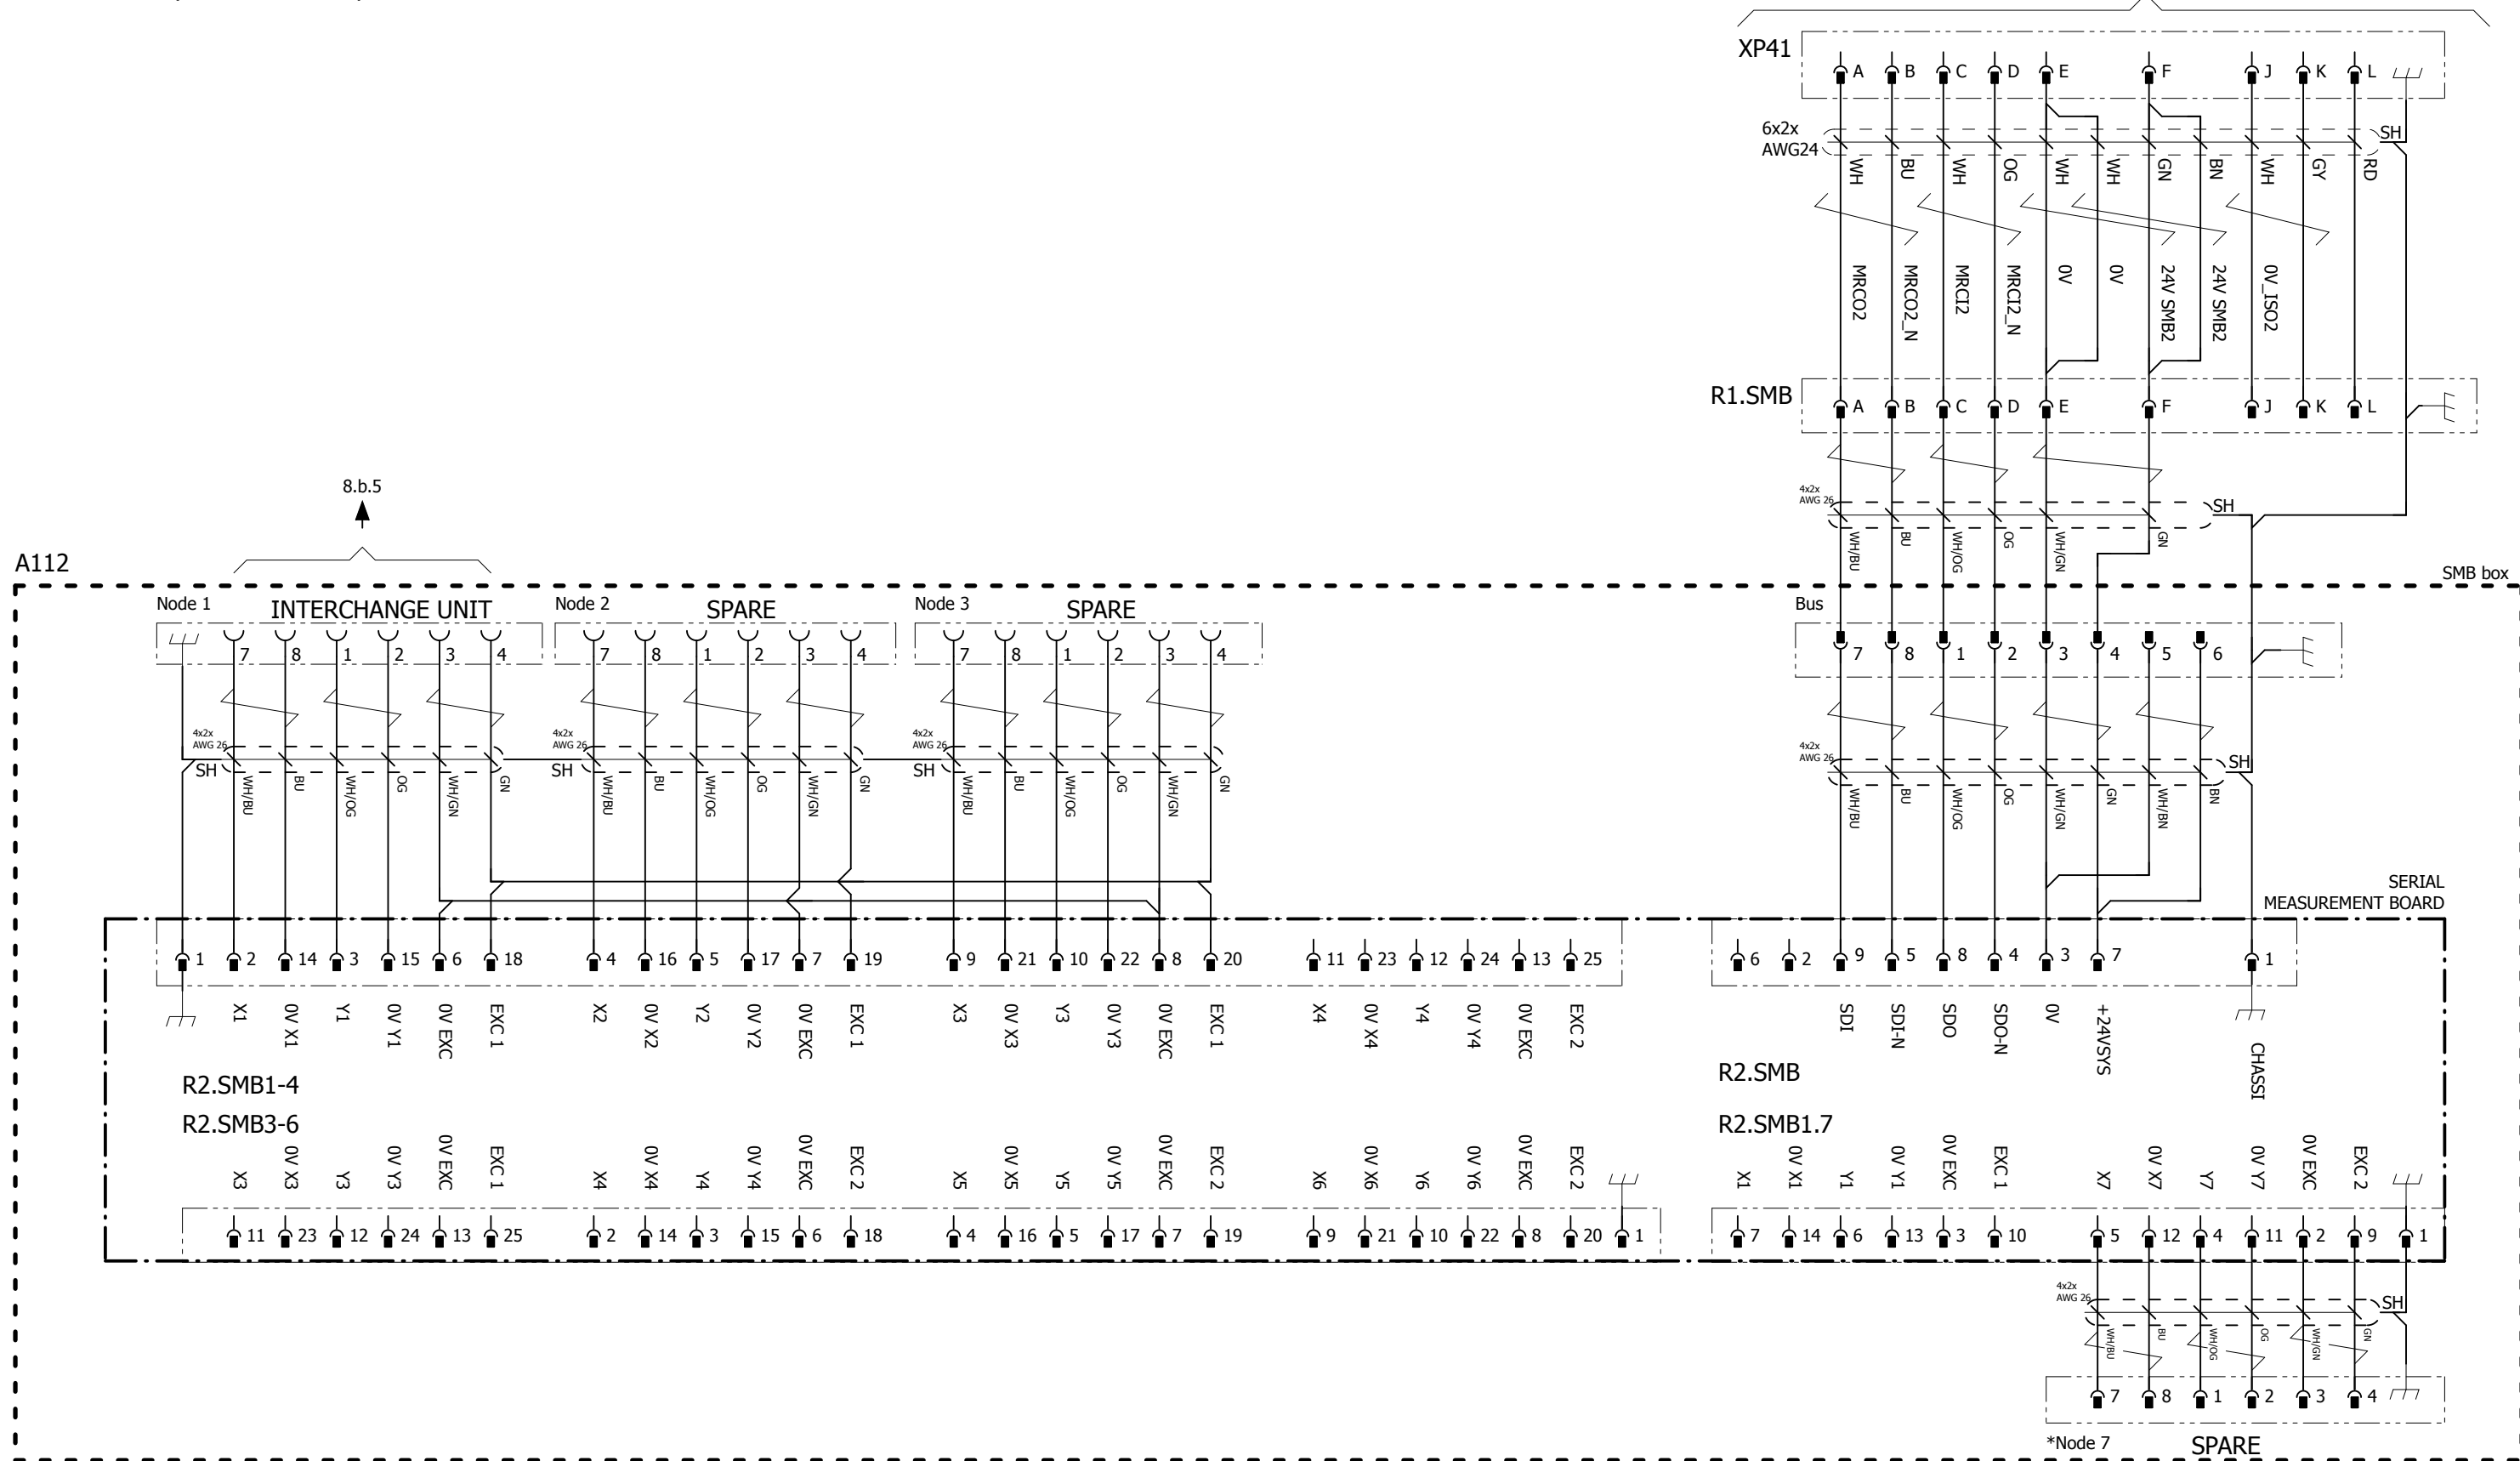 XP41
A B C D E F J K L
6x2x
AWG24
SH
WH BU WH OG WH WH GN BN WH GY RD
MRCO2 MRCO2_N MRCI2 MRCI2_N 0V 0V 24V SMB2 24V SMB2 0V_ISO2
R1.SMB
A B C D E F J K L
4x2x
AWG 26
SH
WH/BU BU WH/OG OG WH/GN GN
8.b.5
A112
SMB box
Node 1 INTERCHANGE UNIT
7 8 1 2 3 4
4x2x
AWG 26
SH
WH/BU BU WH/OG OG WH/GN GN
Node 2 SPARE
7 8 1 2 3 4
4x2x
AWG 26
SH
WH/BU BU WH/OG OG WH/GN GN
Node 3 SPARE
7 8 1 2 3 4
4x2x
AWG 26
SH
WH/BU BU WH/OG OG WH/GN GN
Bus
7 8 1 2 3 4 5 6
4x2x
AWG 26
SH
WH/BU BU WH/OG OG WH/GN GN WH/BN BN
SERIAL
MEASUREMENT BOARD
1 2 14 3 15 6 18 4 16 5 17 7 19 9 21 10 22 8 20 11 23 12 24 13 25
X1 0V X1 Y1 0V Y1 0V EXC EXC 1 X2 0V X2 Y2 0V Y2 0V EXC EXC 1 X3 0V X3 Y3 0V Y3 0V EXC EXC 1 X4 0V X4 Y4 0V Y4 0V EXC EXC 2
6 2 9 5 8 4 3 7 1
SDI SDI-N SDO SDO-N 0V +24VSYS CHASSI
R2.SMB1-4
R2.SMB
R2.SMB3-6
R2.SMB1.7
X3 0V X3 Y3 0V Y3 0V EXC EXC 1 X4 0V X4 Y4 0V Y4 0V EXC EXC 2 X5 0V X5 Y5 0V Y5 0V EXC EXC 2 X6 0V X6 Y6 0V Y6 0V EXC EXC 2
11 23 12 24 13 25 2 14 3 15 6 18 4 16 5 17 7 19 9 21 10 22 8 20 1
X1 0V X1 Y1 0V Y1 0V EXC EXC 1 X7 0V X7 Y7 0V Y7 0V EXC EXC 2
7 14 6 13 3 10 5 12 4 11 2 9 1
4x2x
AWG 26
SH
WH/BU BU WH/OG OG WH/GN GN
7 8 1 2 3 4
*Node 7 SPARE